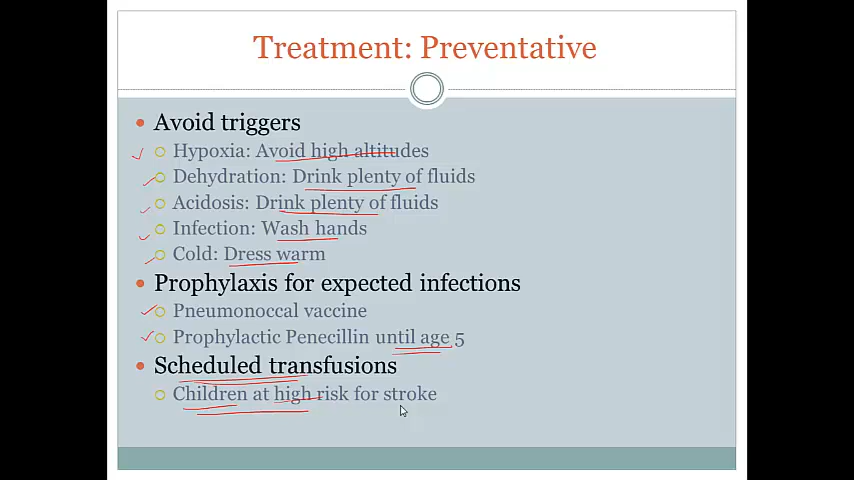 Treatment: Preventative
Avoid triggers
Hypoxia: Avoid high altitudes
Dehydration: Drink plenty of fluids
Acidosis: Drink plenty of fluids
Infection: Wash hands
Cold: Dress warm
Prophylaxis for expected infections
Pneumonoccal vaccine
Prophylactic Penecillin until age 5
Scheduled transfusions
Children at high risk for stroke